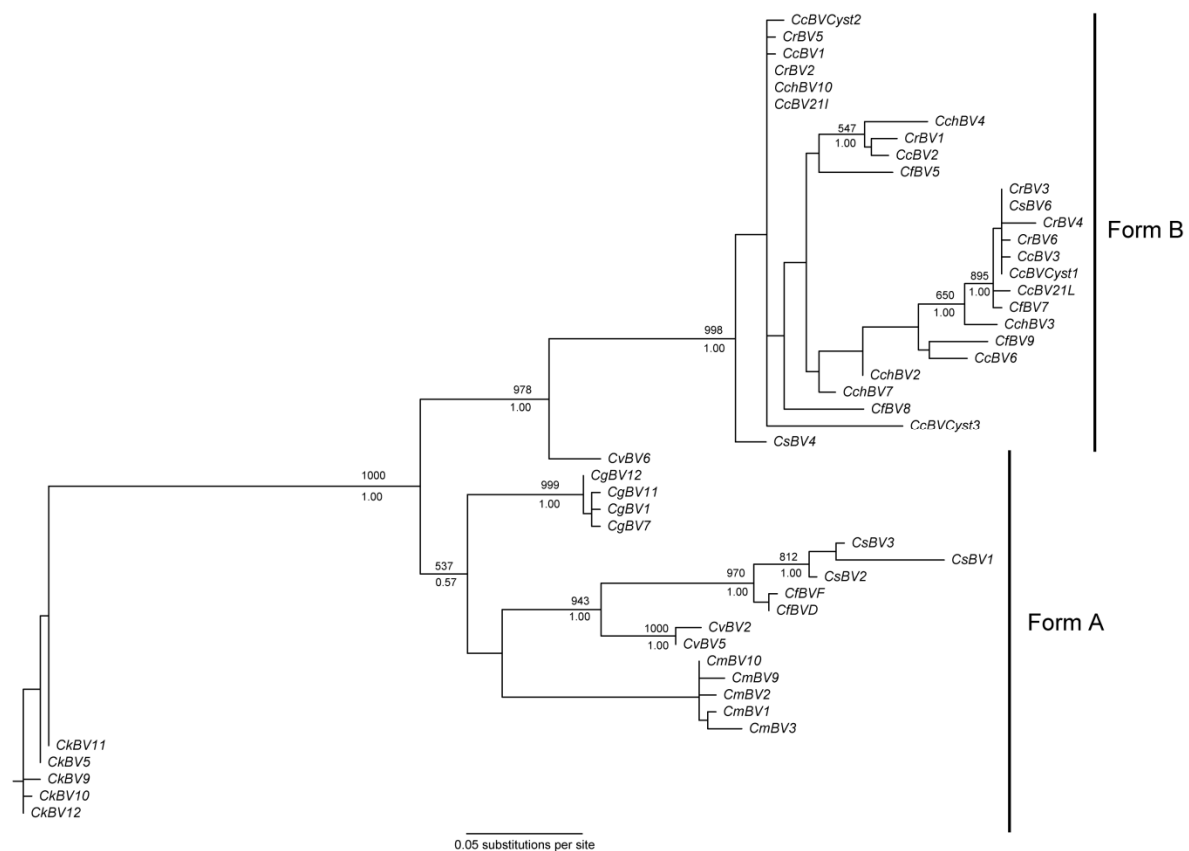 CcBVCyst2
CrBV5
CcBV1
CrBV2
CchBV10
CcBV21I
547
1.00
CchBV4
CrBV1
CcBV2
CfBV5
CrBV3
CsBV6
CrBV4
Form B
CrBV6
CcBV3
CcBVCyst1
895
1.00
CcBV21L
650
1.00
CfBV7
CchBV3
998
1.00
CfBV9
CcBV6
CchBV2
CchBV7
978
1.00
CfBV8
CcBVCyst3
CsBV4
CvBV6
1000
1.00
CgBV12
999
1.00
CgBV11
CgBV1
CgBV7
CsBV3
812
1.00
CsBV1
537
0.57
970
1.00
CsBV2
CfBVF
943
1.00
CfBVD
Form A
1000
1.00
CvBV2
CvBV5
CmBV10
CmBV9
CmBV2
CmBV1
CmBV3
CkBV11
CkBV5
CkBV9
CkBV10
CkBV12
0.05 substitutions per site